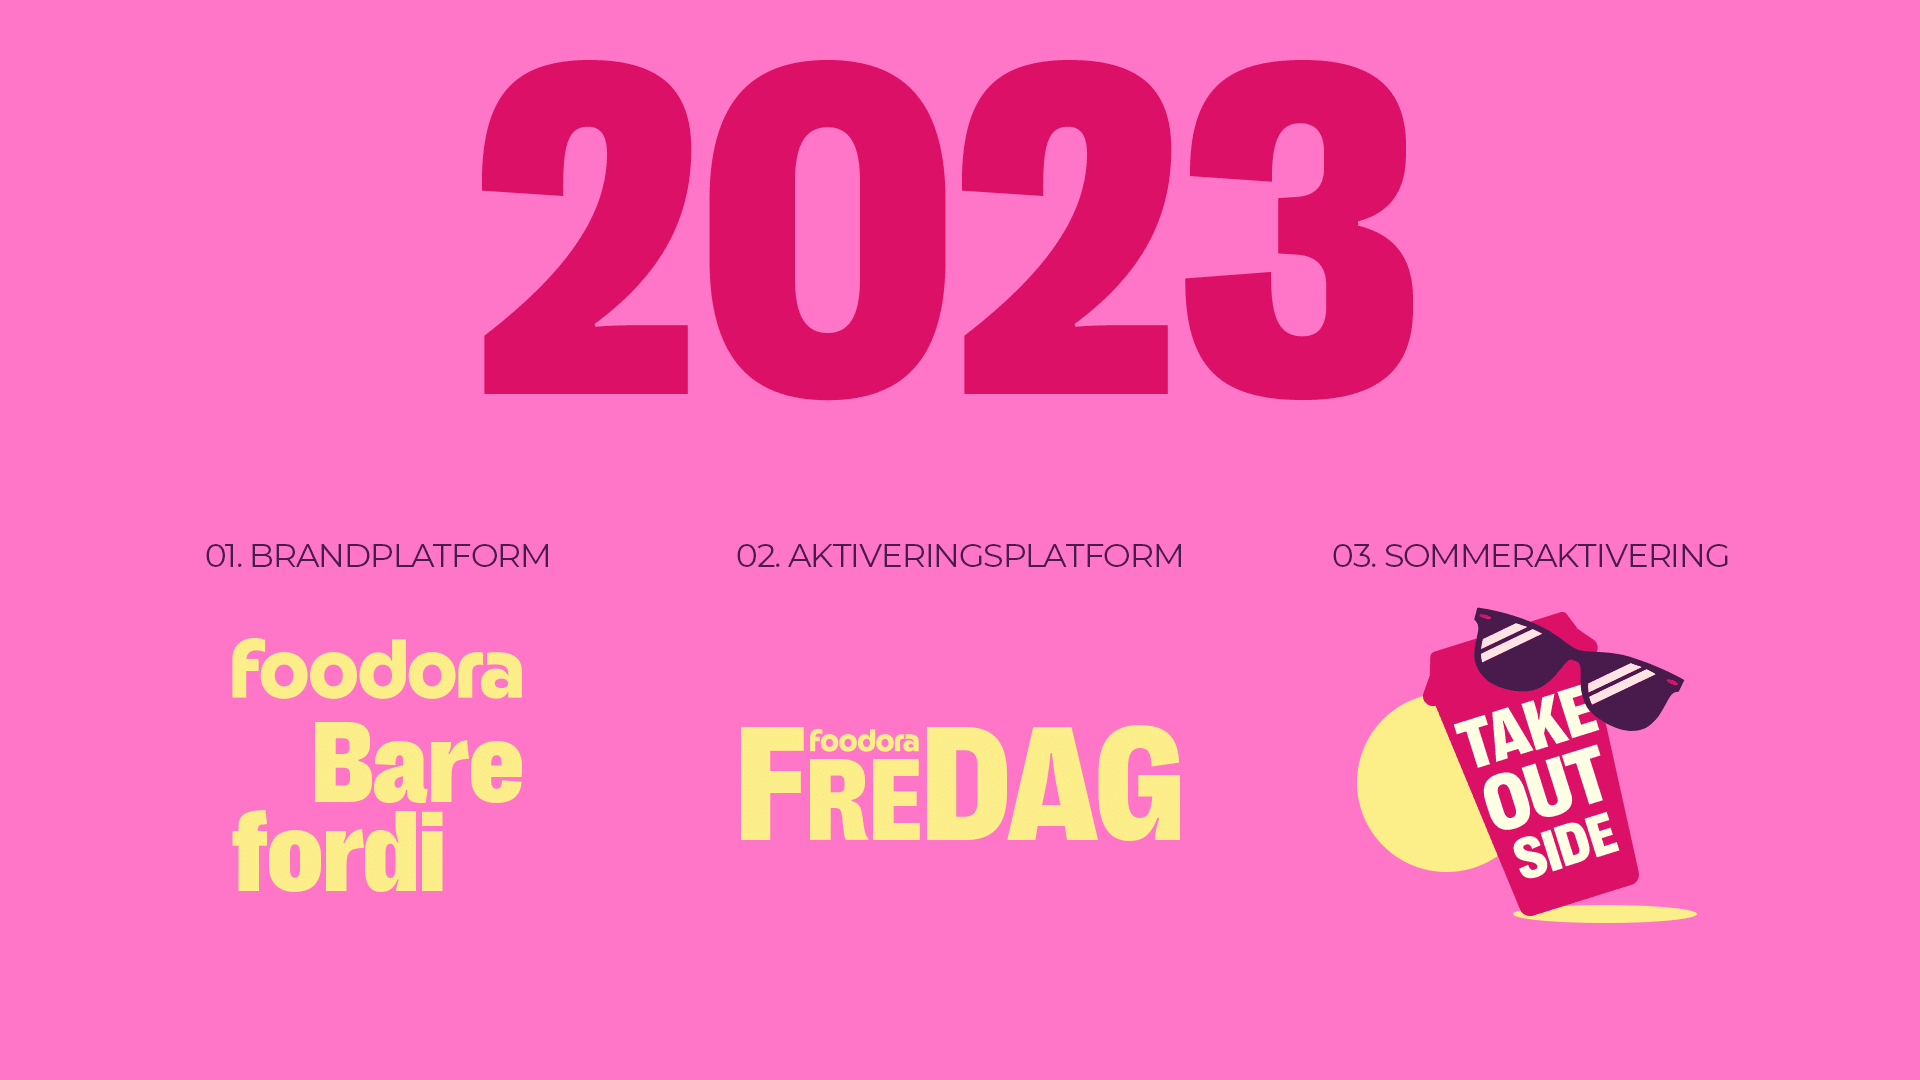 2023
01. BRANDPLATFORM
foodora
Bare
fordi
02. AKTIVERINGSPLATFORM
foodora
FREDAG
03. SOMMERAKTIVERING
TAKE
OUT
SIDE